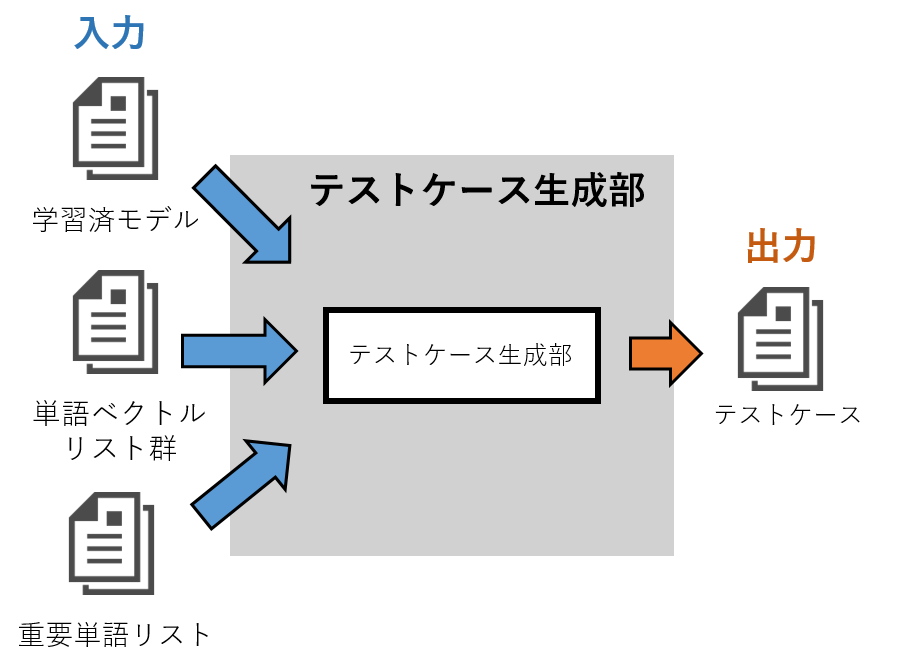 入力
学習済モデル
単語ベクトル
リスト群
重要単語リスト
テストケース生成部
テストケース生成部
出力
テストケース